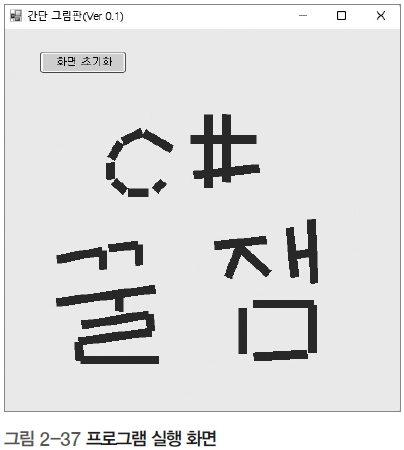 간단 그림판(Ver 0.1)
화면 초기화
C#
꿀 잼
그림 2-37 프로그램 실행 화면